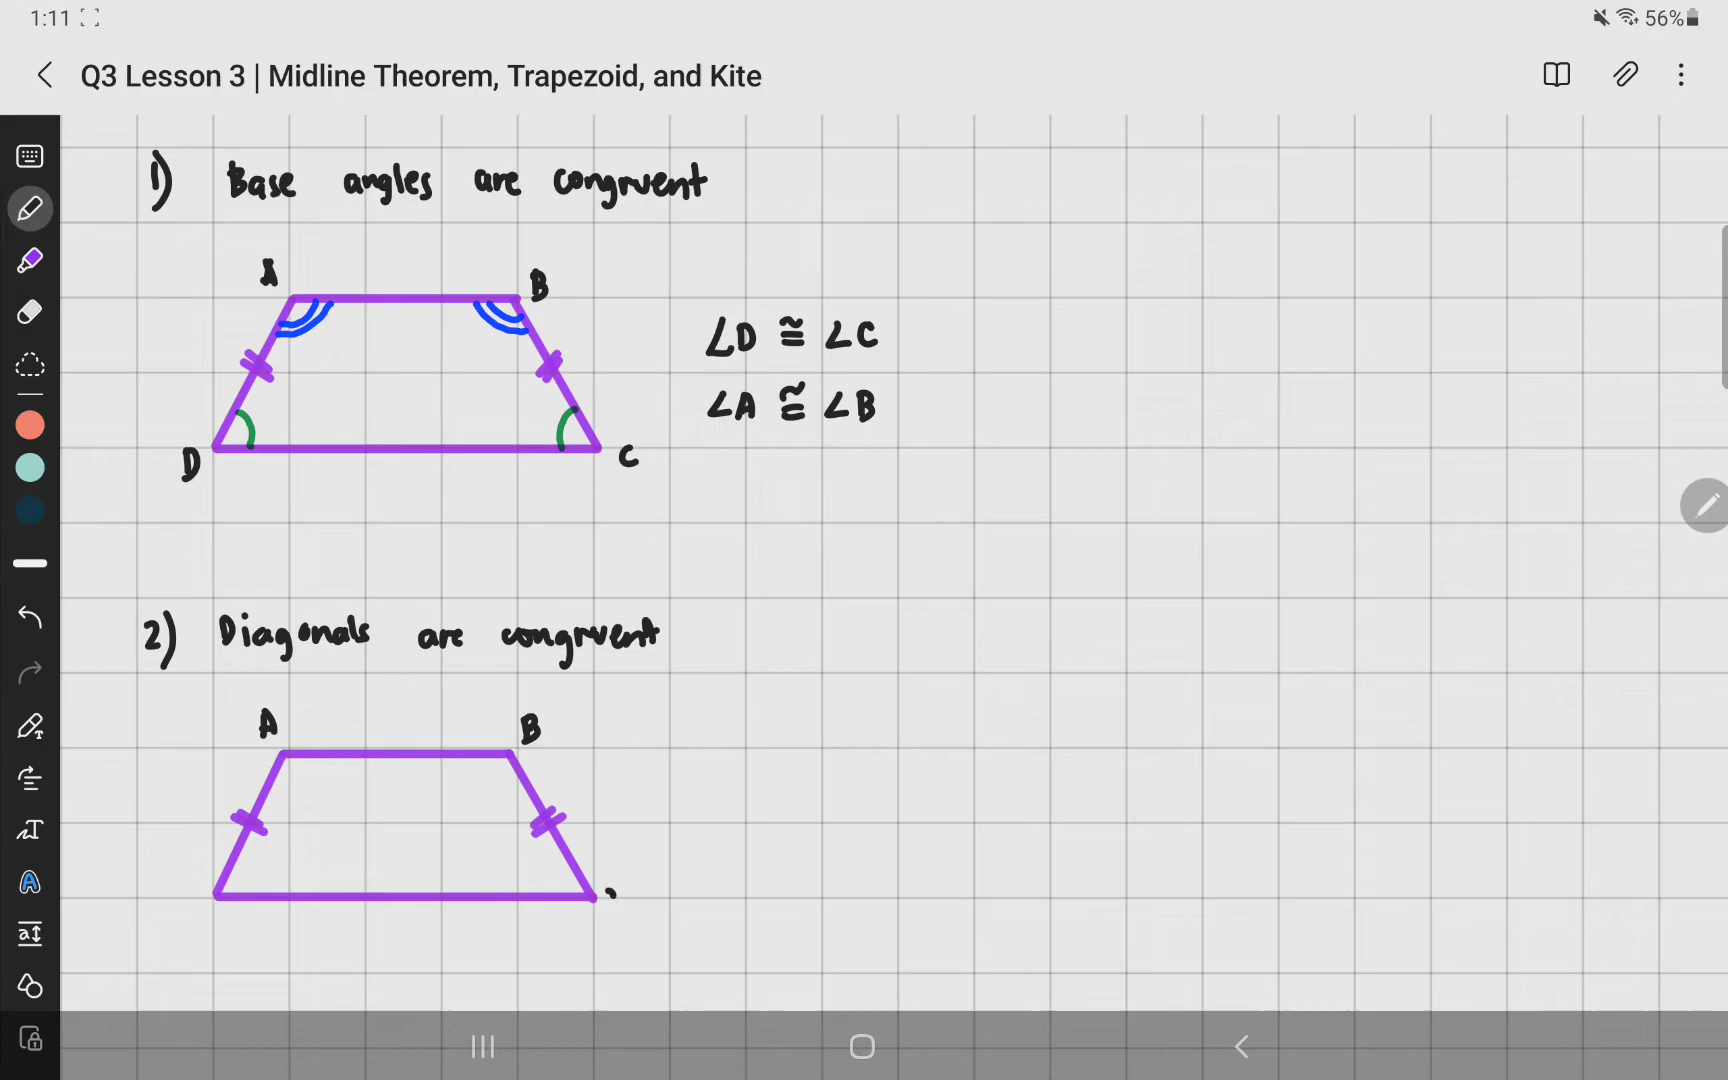 1:11 56%
Q3 Lesson 3 | Midline Theorem, Trapezoid, and Kite
1) Base angles are congruent
A B
∠D ≅ ∠C
∠A ≅ ∠B
D C
2) Diagonals are congruent
A B